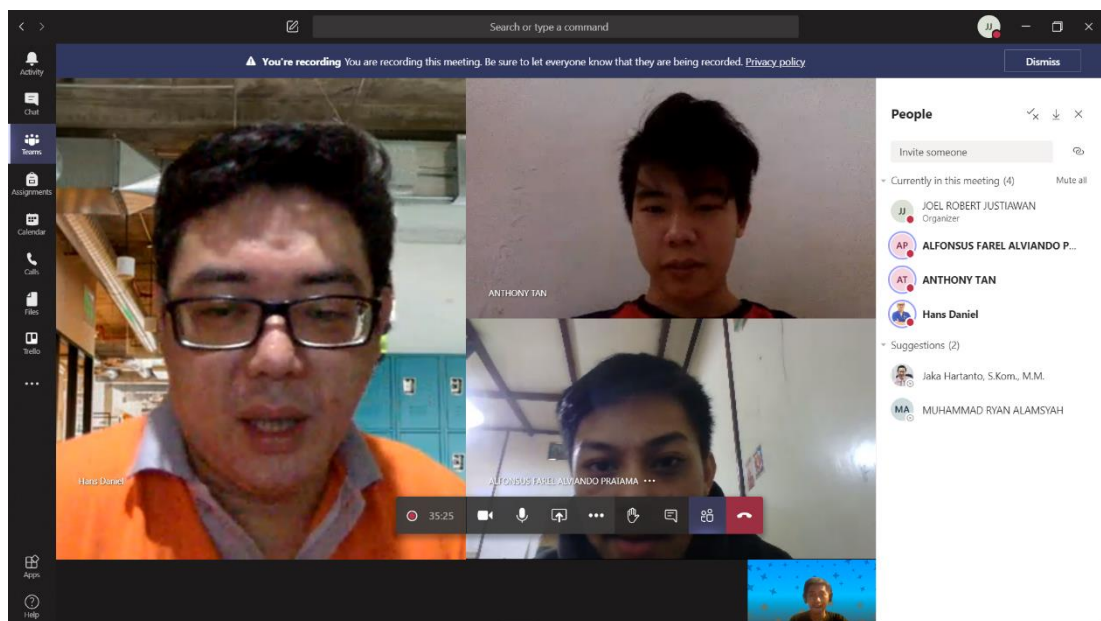 Search or type a command
JJ
Activity
Chat
Teams
Assignments
Calendar
Calls
Files
Trello
Apps
Help
You're recording You are recording this meeting. Be sure to let everyone know that they are being recorded. Privacy policy
Dismiss
Hans Daniel
ANTHONY TAN
ALFONSUS FAREL ALVIANDO PRATAMA
35:25
People
Invite someone
Currently in this meeting (4) Mute all
JJ JOEL ROBERT JUSTIAWAN
Organizer
AP ALFONSUS FAREL ALVIANDO P...
AT ANTHONY TAN
Hans Daniel
Suggestions (2)
Jaka Hartanto, S.Kom., M.M.
MA MUHAMMAD RYAN ALAMSYAH